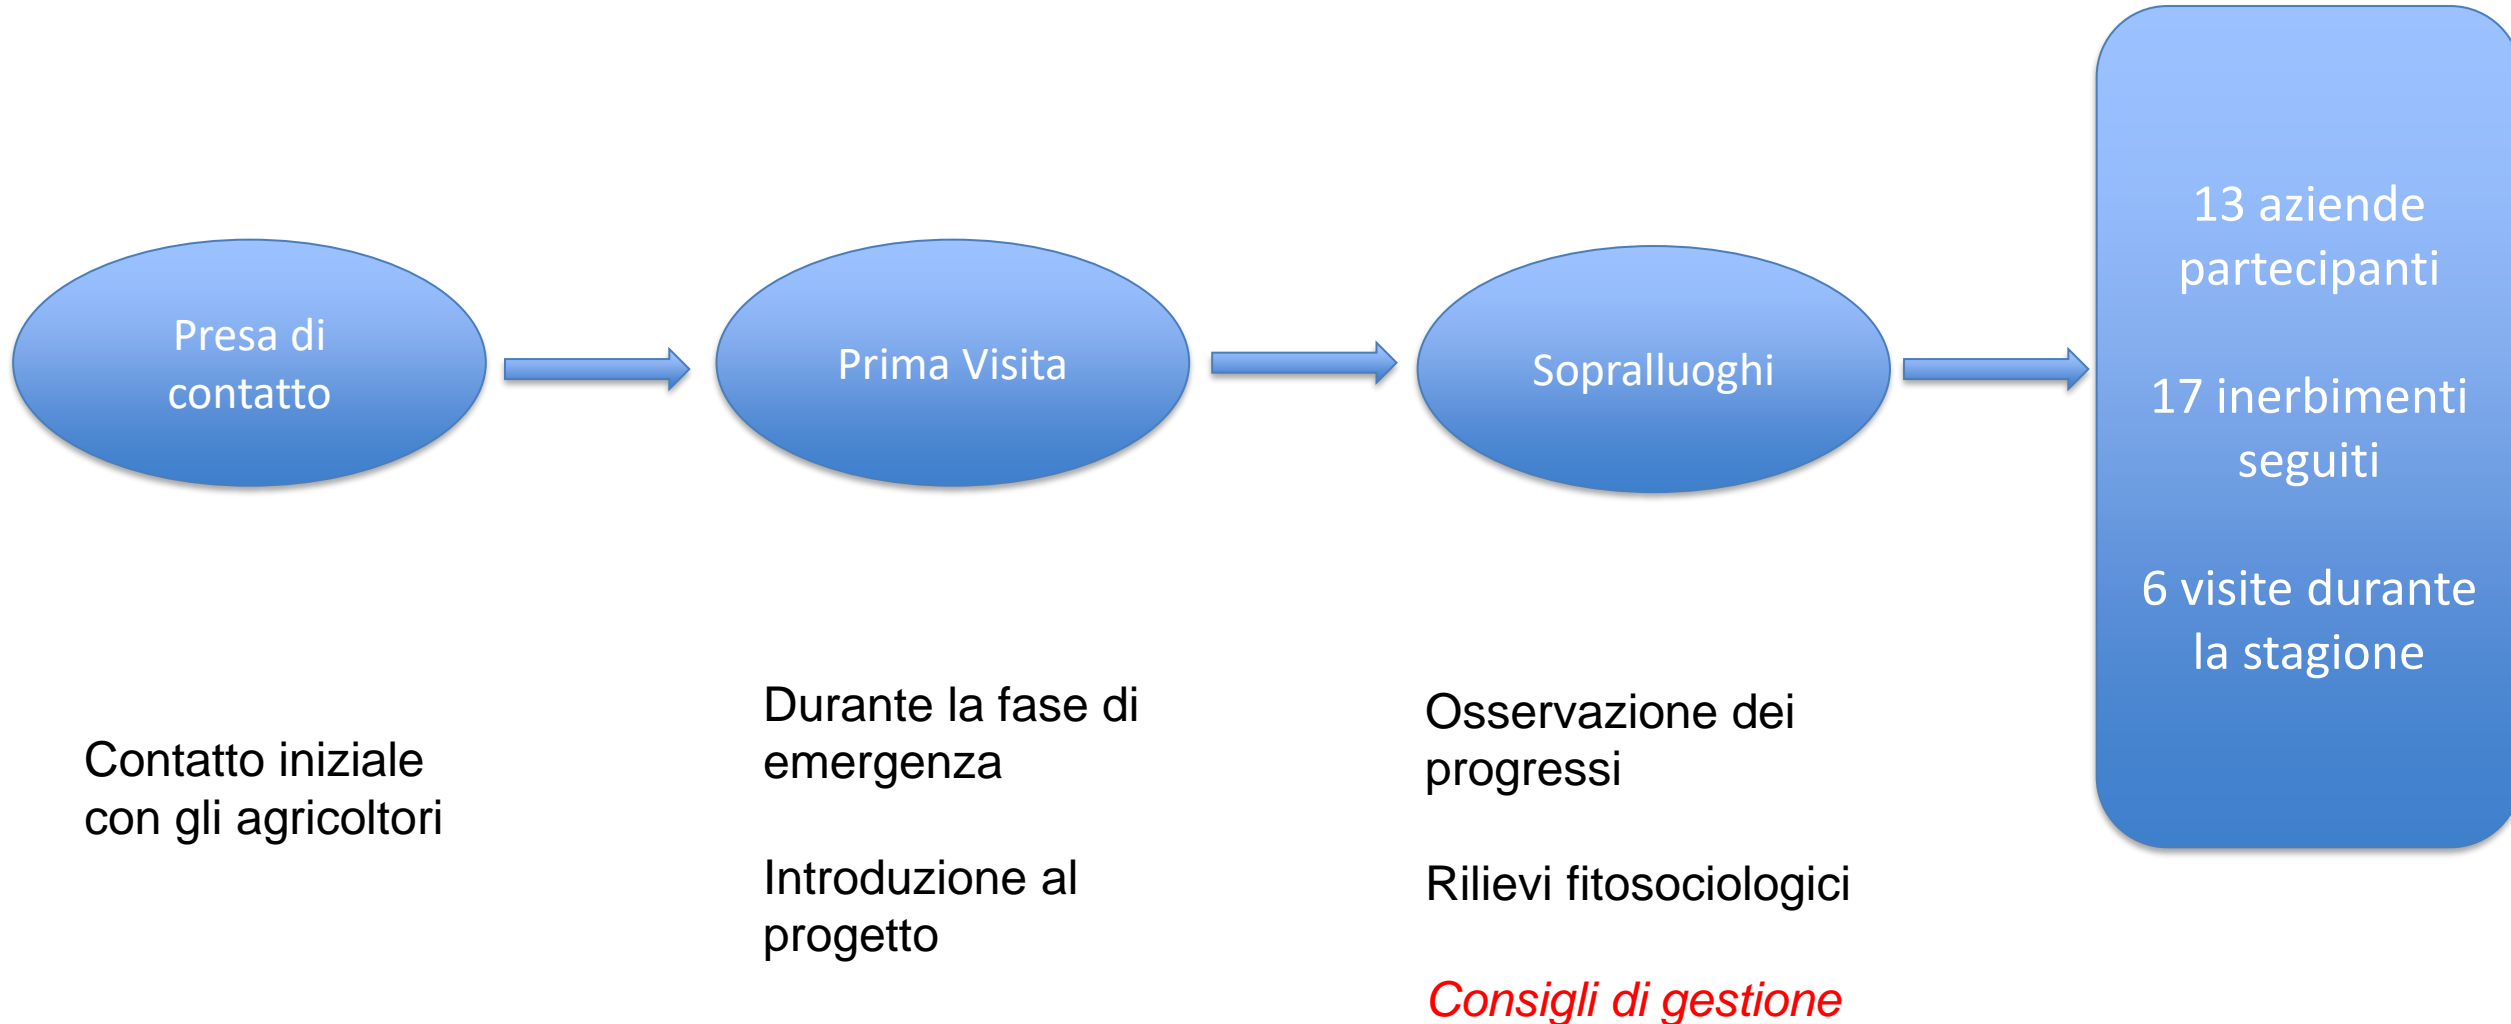 Presa di
contatto
Prima Visita
Sopralluoghi
13 aziende
partecipanti
17 inerbimenti
seguiti
6 visite durante
la stagione
Contatto iniziale
con gli agricoltori
Durante la fase di
emergenza
Introduzione al
progetto
Osservazione dei
progressi
Rilievi fitosociologici
Consigli di gestione